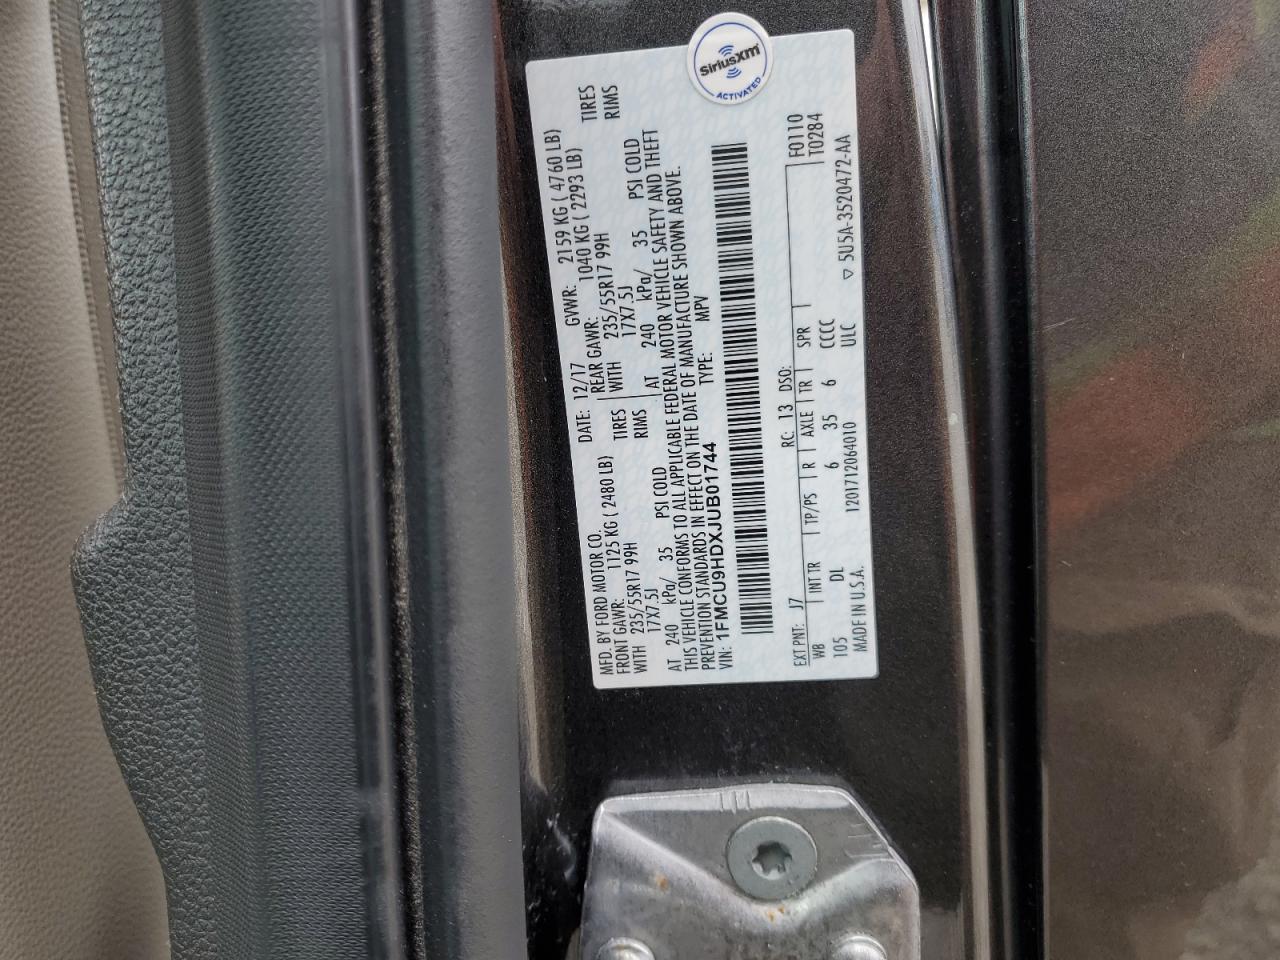 SiriusXM
ACTIVATED
MFD. BY FORD MOTOR CO. DATE: 12/17 GVWR: 2159 KG ( 4760 LB)
FRONT GAWR: 1125 KG ( 2480 LB) REAR GAWR: 1040 KG ( 2293 LB)
WITH 235/55R17 99H TIRES WITH 235/55R17 99H TIRES
17X7.5J RIMS 17X7.5J RIMS
AT 240 kPa/ 35 PSI COLD AT 240 kPa/ 35 PSI COLD
THIS VEHICLE CONFORMS TO ALL APPLICABLE FEDERAL MOTOR VEHICLE SAFETY AND THEFT
PREVENTION STANDARDS IN EFFECT ON THE DATE OF MANUFACTURE SHOWN ABOVE.
VIN: 1FMCU9HDXJUB01744 TYPE: MPV
EXT PNT: J7 RC: 13 DSO: F0110
WB INT TR TP/PS R AXLE TR SPR T0284
105 DL 6 35 6 CCCC
MADE IN U.S.A. 1201712064010 ULC ▽ 5U5A-3520472-AA